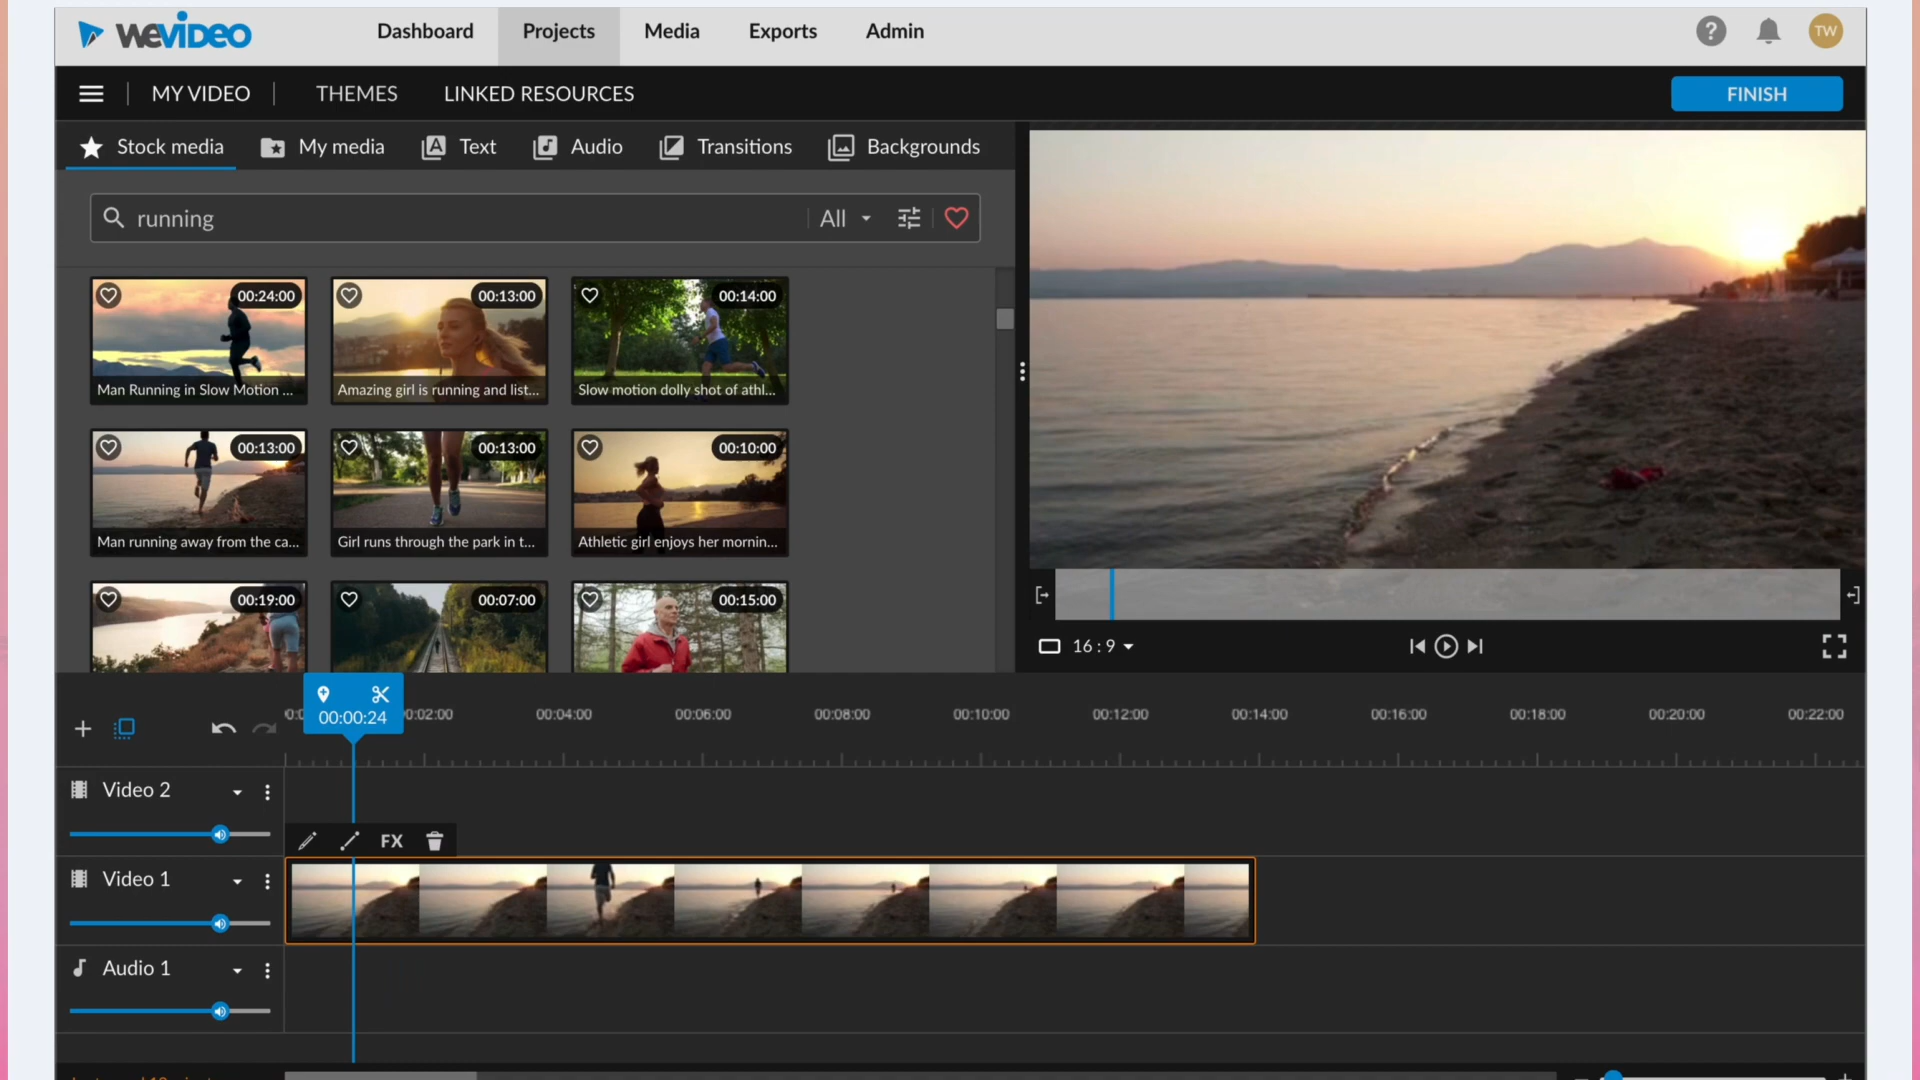 WEVIDEO
Dashboard
Projects
Media
Exports
Admin
?
TW
MY VIDEO
THEMES
LINKED RESOURCES
FINISH
Stock media
My media
Text
Audio
Transitions
Backgrounds
running
All
00:24:00
Man Running in Slow Motion ...
00:13:00
Amazing girl is running and list...
00:14:00
Slow motion dolly shot of athl...
00:13:00
Man running away from the ca...
00:13:00
Girl runs through the park in t...
00:10:00
Athletic girl enjoys her mornin...
00:19:00
00:07:00
00:15:00
16 : 9
00:00:24
0:02:00
00:04:00
00:06:00
00:08:00
00:10:00
00:12:00
00:14:00
00:16:00
00:18:00
00:20:00
00:22:00
Video 2
FX
Video 1
Audio 1